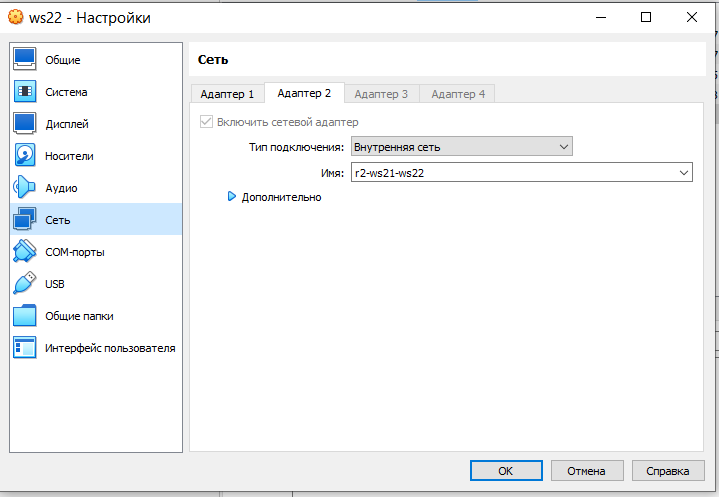 ws22 - Настройки
Общие
Система
Дисплей
Носители
Аудио
Сеть
COM-порты
USB
Общие папки
Интерфейс пользователя
Сеть
Адаптер 1 Адаптер 2 Адаптер 3 Адаптер 4
Включить сетевой адаптер
Тип подключения: Внутренняя сеть
Имя: r2-ws21-ws22
Дополнительно
OK Отмена Справка